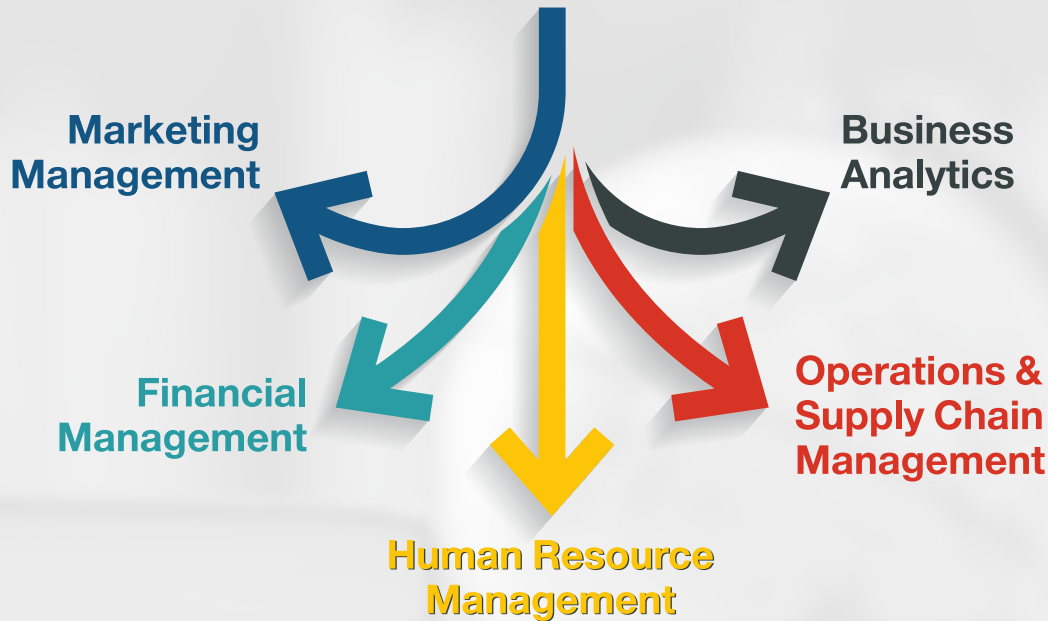 Marketing
Management
Business
Analytics
Financial
Management
Operations &
Supply Chain
Management
Human Resource
Management